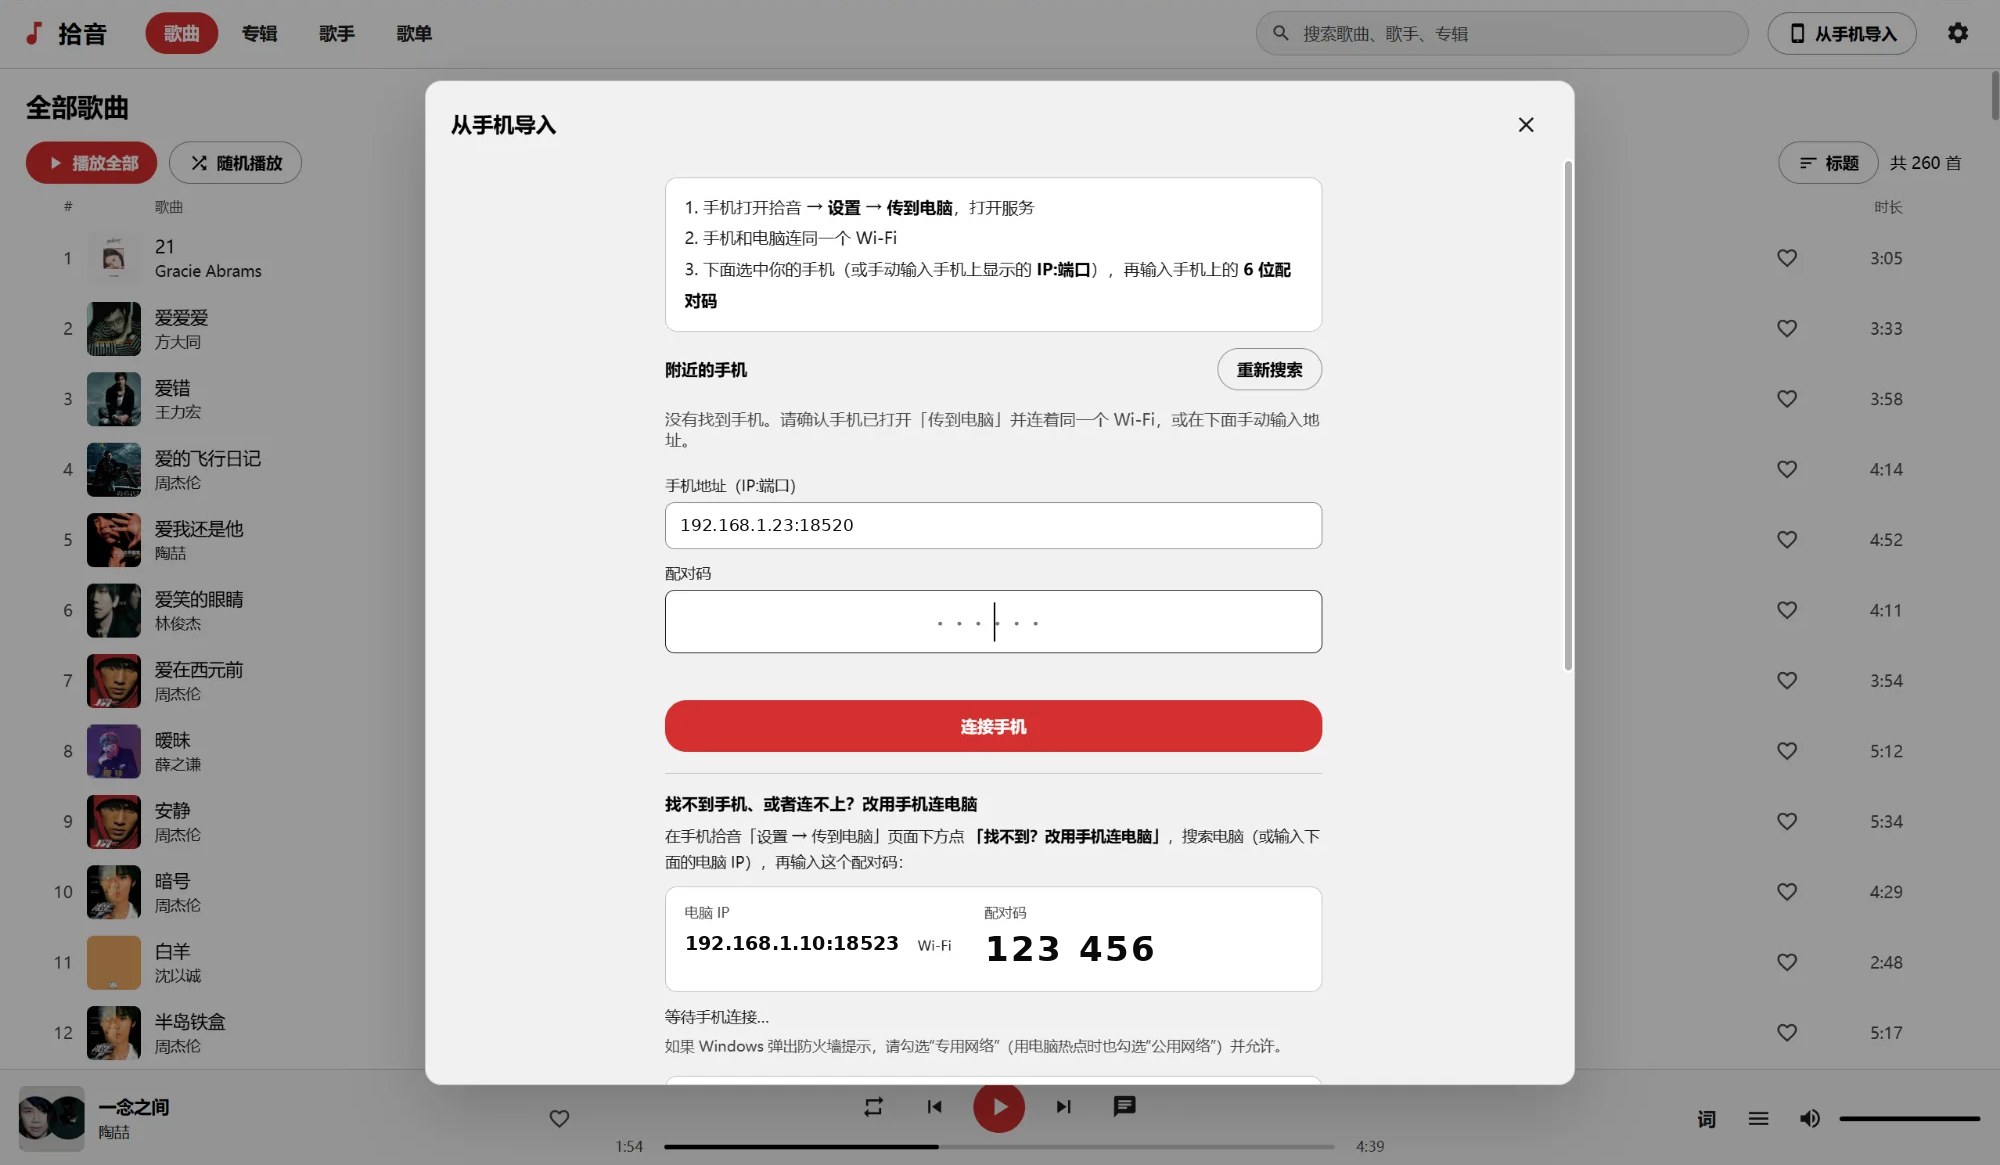 拾音
歌曲
专辑
歌手
歌单
搜索歌曲、歌手、专辑
从手机导入
全部歌曲
播放全部
随机播放
标题
共 260 首
# 歌曲 时长
1 21 3:05
Gracie Abrams
2 爱爱爱 3:33
方大同
3 爱错 3:58
王力宏
4 爱的飞行日记 4:14
周杰伦
5 爱我还是他 4:52
陶喆
6 爱笑的眼睛 4:11
林俊杰
7 爱在西元前 3:54
周杰伦
8 暧昧 5:12
薛之谦
9 安静 5:34
周杰伦
10 暗号 4:29
周杰伦
11 白羊 2:48
沈以诚
12 半岛铁盒 5:17
周杰伦
从手机导入
1. 手机打开拾音 → 设置 → 传到电脑，打开服务
2. 手机和电脑连同一个 Wi-Fi
3. 下面选中你的手机（或手动输入手机上显示的 IP:端口），再输入手机上的 6 位配
对码
附近的手机
重新搜索
没有找到手机。请确认手机已打开「传到电脑」并连着同一个 Wi-Fi，或在下面手动输入地
址。
手机地址（IP:端口）
192.168.1.23:18520
配对码
······
连接手机
找不到手机、或者连不上？改用手机连电脑
在手机拾音「设置 → 传到电脑」页面下方点「找不到？改用手机连电脑」，搜索电脑（或输入下
面的电脑 IP），再输入这个配对码：
电脑 IP
192.168.1.10:18523 Wi-Fi
配对码
123 456
等待手机连接...
如果 Windows 弹出防火墙提示，请勾选"专用网络"（用电脑热点时也勾选"公用网络"）并允许。
一念之间
陶喆
1:54
4:39
词